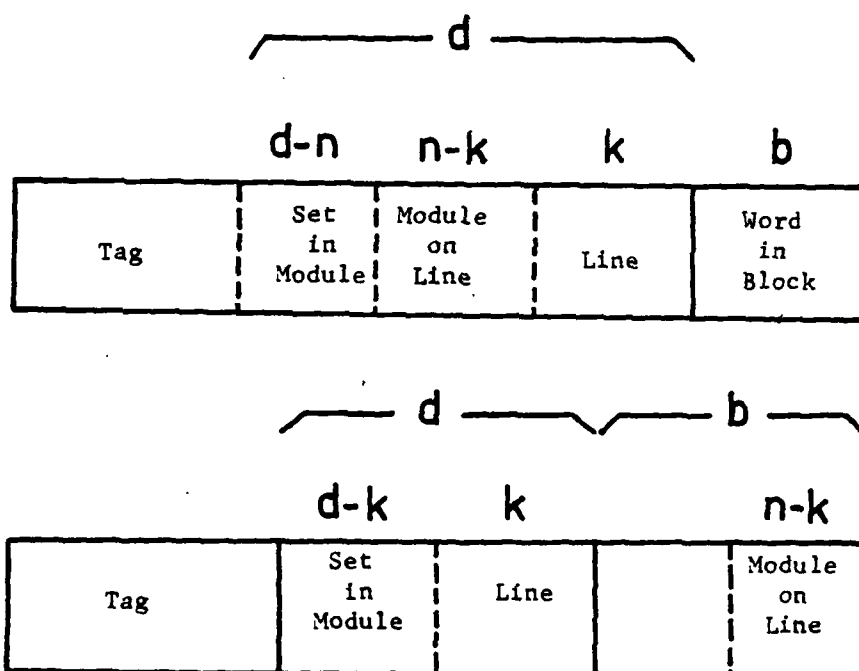 d
d-n n-k k b
Tag
Set
in
Module
Module
on
Line
Line
Word
in
Block
d b
d-k k n-k
Tag
Set
in
Module
Line
Module
on
Line